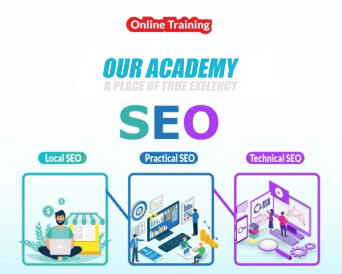 Online Training
OUR ACADEMY
A PLACE OF TRUE EXELENCY
SEO
Local SEO
Practical SEO
Technical SEO